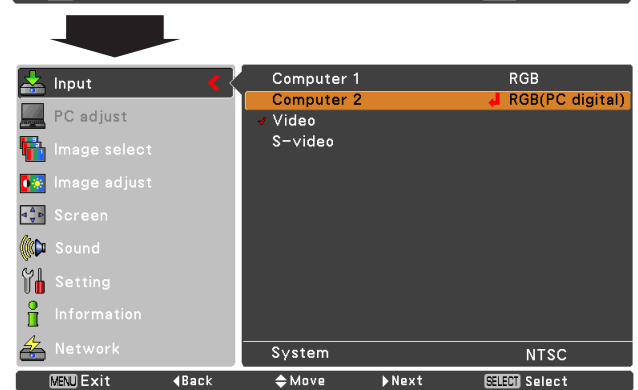 Input
PC adjust
Image select
Image adjust
Screen
Sound
Setting
Information
Network
Computer 1 RGB
Computer 2 RGB(PC digital)
Video
S-video
System NTSC
MENU Exit Back Move Next SELECT Select